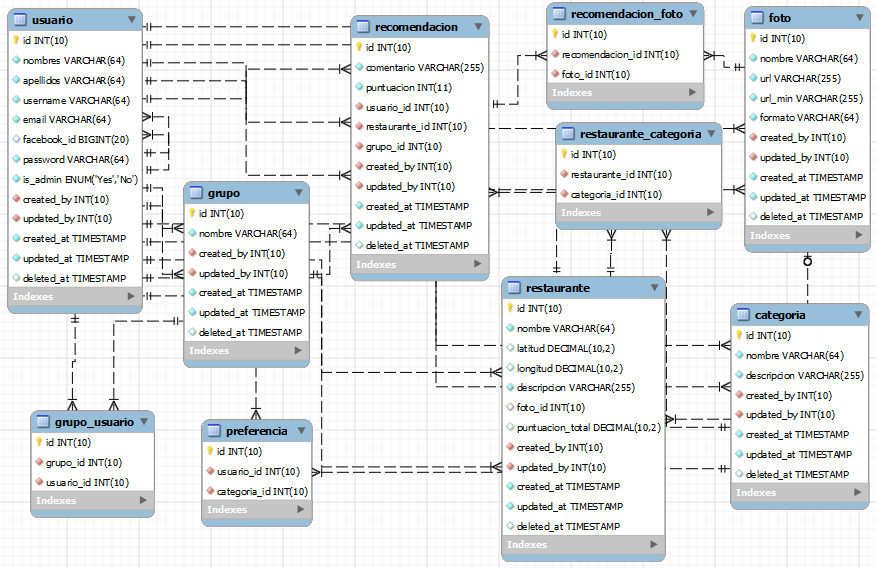 usuario
id INT(10)
nombres VARCHAR(64)
apellidos VARCHAR(64)
username VARCHAR(64)
email VARCHAR(64)
facebook_id BIGINT(20)
password VARCHAR(64)
is_admin ENUM('Yes','No')
created_by INT(10)
updated_by INT(10)
created_at TIMESTAMP
updated_at TIMESTAMP
deleted_at TIMESTAMP
Indexes
recomendacion
id INT(10)
comentario VARCHAR(255)
puntuacion INT(11)
usuario_id INT(10)
restaurante_id INT(10)
grupo_id INT(10)
created_by INT(10)
updated_by INT(10)
created_at TIMESTAMP
updated_at TIMESTAMP
deleted_at TIMESTAMP
Indexes
recomendacion_foto
id INT(10)
recomendacion_id INT(10)
foto_id INT(10)
Indexes
foto
id INT(10)
nombre VARCHAR(64)
url VARCHAR(255)
url_min VARCHAR(255)
formato VARCHAR(64)
created_by INT(10)
updated_by INT(10)
created_at TIMESTAMP
updated_at TIMESTAMP
deleted_at TIMESTAMP
Indexes
restaurante_categoria
id INT(10)
restaurante_id INT(10)
categoria_id INT(10)
Indexes
grupo
id INT(10)
nombre VARCHAR(64)
created_by INT(10)
updated_by INT(10)
created_at TIMESTAMP
updated_at TIMESTAMP
deleted_at TIMESTAMP
Indexes
restaurante
id INT(10)
nombre VARCHAR(64)
latitud DECIMAL(10,2)
longitud DECIMAL(10,2)
descripcion VARCHAR(255)
foto_id INT(10)
puntuacion_total DECIMAL(10,2)
created_by INT(10)
updated_by INT(10)
created_at TIMESTAMP
updated_at TIMESTAMP
deleted_at TIMESTAMP
Indexes
categoria
id INT(10)
nombre VARCHAR(64)
descripcion VARCHAR(255)
created_by INT(10)
updated_by INT(10)
created_at TIMESTAMP
updated_at TIMESTAMP
deleted_at TIMESTAMP
Indexes
grupo_usuario
id INT(10)
grupo_id INT(10)
usuario_id INT(10)
Indexes
preferencia
id INT(10)
usuario_id INT(10)
categoria_id INT(10)
Indexes